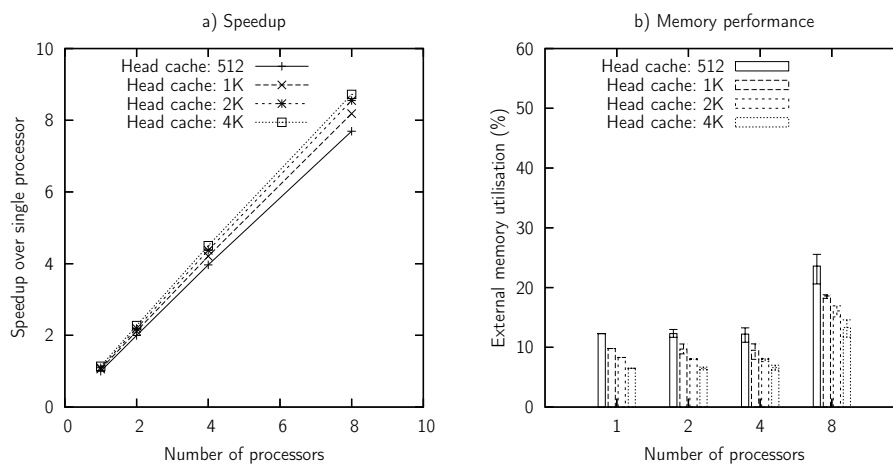 a) Speedup
10
8
6
4
2
0
0 2 4 6 8 10
Speedup over single processor
Number of processors
Head cache: 512
Head cache: 1K
Head cache: 2K
Head cache: 4K
b) Memory performance
60
50
40
30
20
10
0
1 2 4 8
External memory utilisation (%)
Number of processors
Head cache: 512
Head cache: 1K
Head cache: 2K
Head cache: 4K